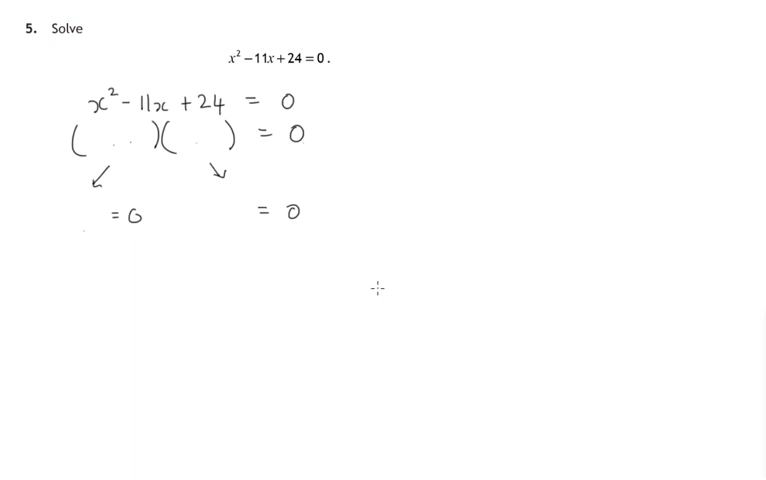 5. Solve
x² − 11x + 24 = 0 .
x² - 11x + 24 = 0
( )( ) = 0
= 0 = 0